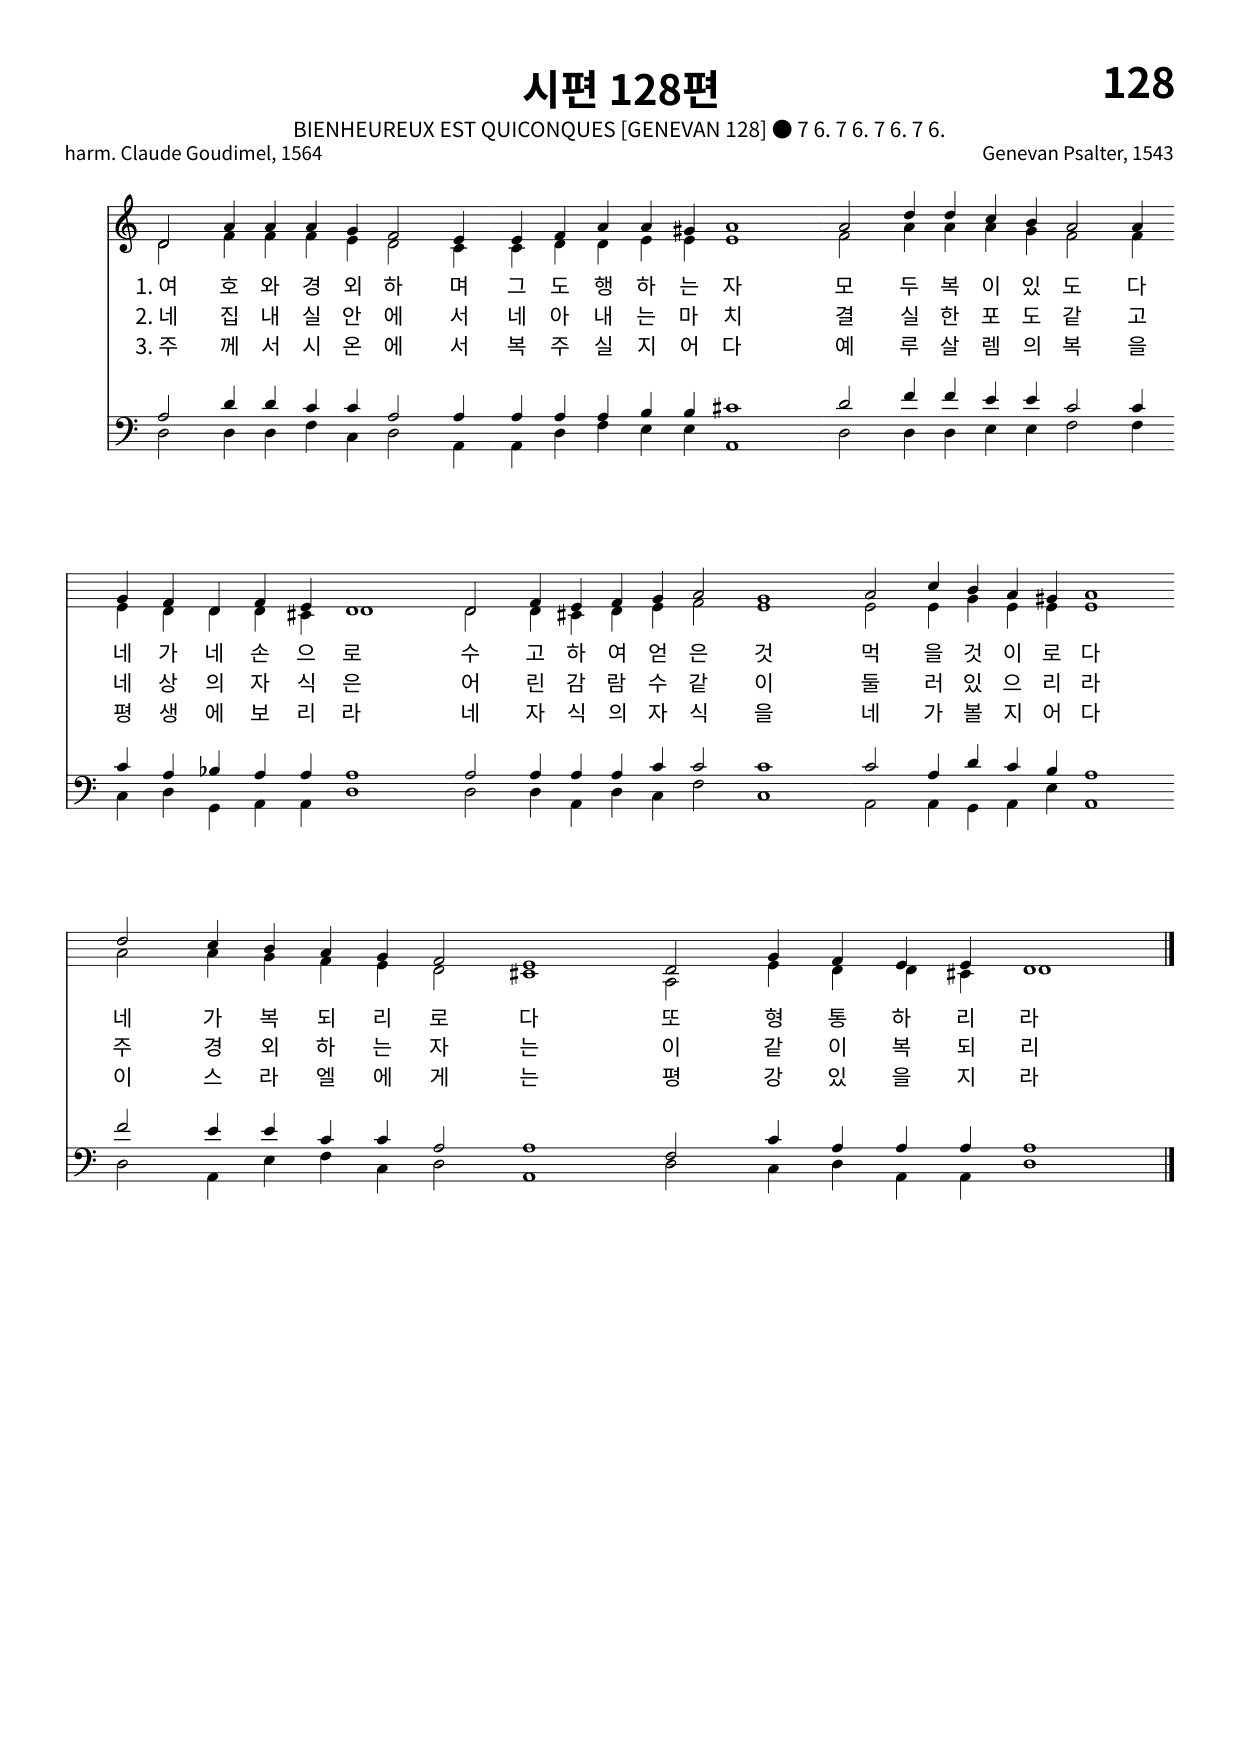 시편 128편
128
BIENHEUREUX EST QUICONQUES [GENEVAN 128] ● 7 6. 7 6. 7 6. 7 6.
harm. Claude Goudimel, 1564
Genevan Psalter, 1543
1. 여 호 와 경 외 하 며 그 도 행 하 는 자 모 두 복 이 있 도 다
2. 네 집 내 실 안 에 서 네 아 내 는 마 치 결 실 한 포 도 같 고
3. 주 께 서 시 온 에 서 복 주 실 지 어 다 예 루 살 렘 의 복 을
네 가 네 손 으 로 수 고 하 여 얻 은 것 먹 을 것 이 로 다
네 상 의 자 식 은 어 린 감 람 수 같 이 둘 러 있 으 리 라
평 생 에 보 리 라 네 자 식 의 자 식 을 네 가 볼 지 어 다
네 가 복 되 리 로 다 또 형 통 하 리 라
주 경 외 하 는 자 는 이 같 이 복 되 리
이 스 라 엘 에 게 는 평 강 있 을 지 라